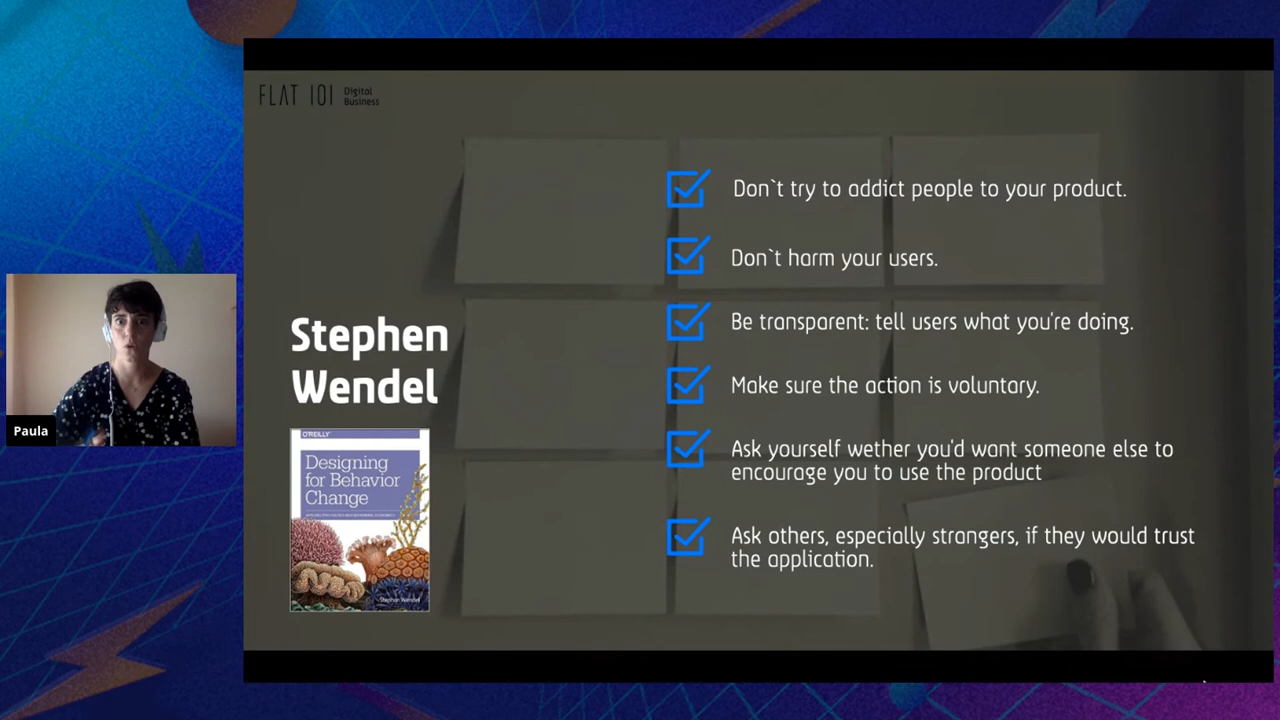 FLAT 101 Digital
Business
Don`t try to addict people to your product.
Don`t harm your users.
Be transparent: tell users what you're doing.
Make sure the action is voluntary.
Ask yourself wether you'd want someone else to
encourage you to use the product
Ask others, especially strangers, if they would trust
the application.
Stephen
Wendel
O'REILLY
Designing
for Behavior
Change
Stephen Wendel
Paula